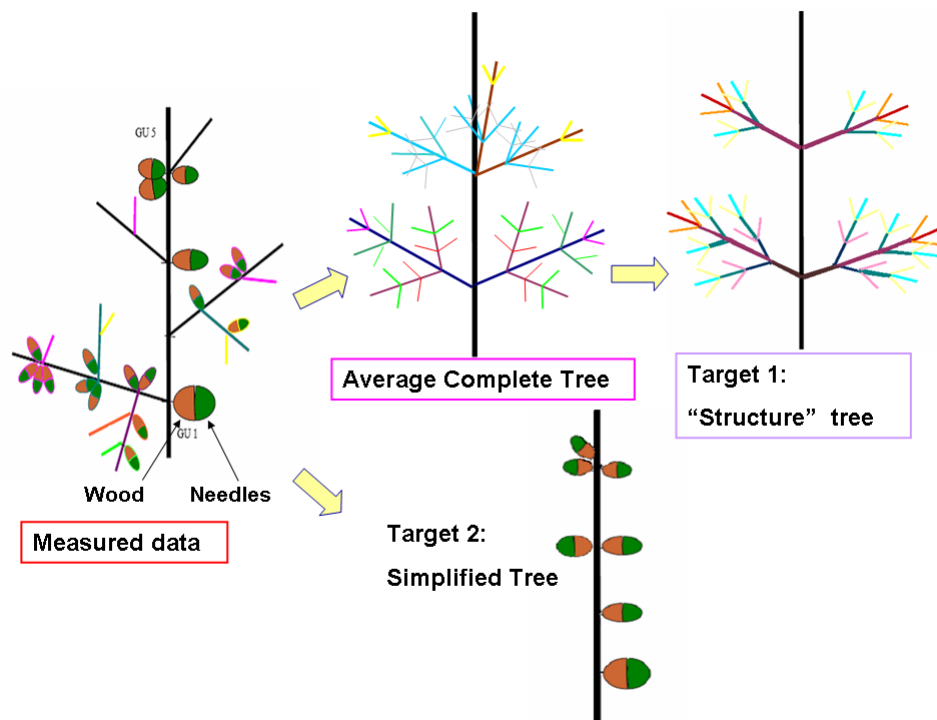 GU 5
GU 1
Wood
Needles
Measured data
Average Complete Tree
Target 1:
“Structure” tree
Target 2:
Simplified Tree